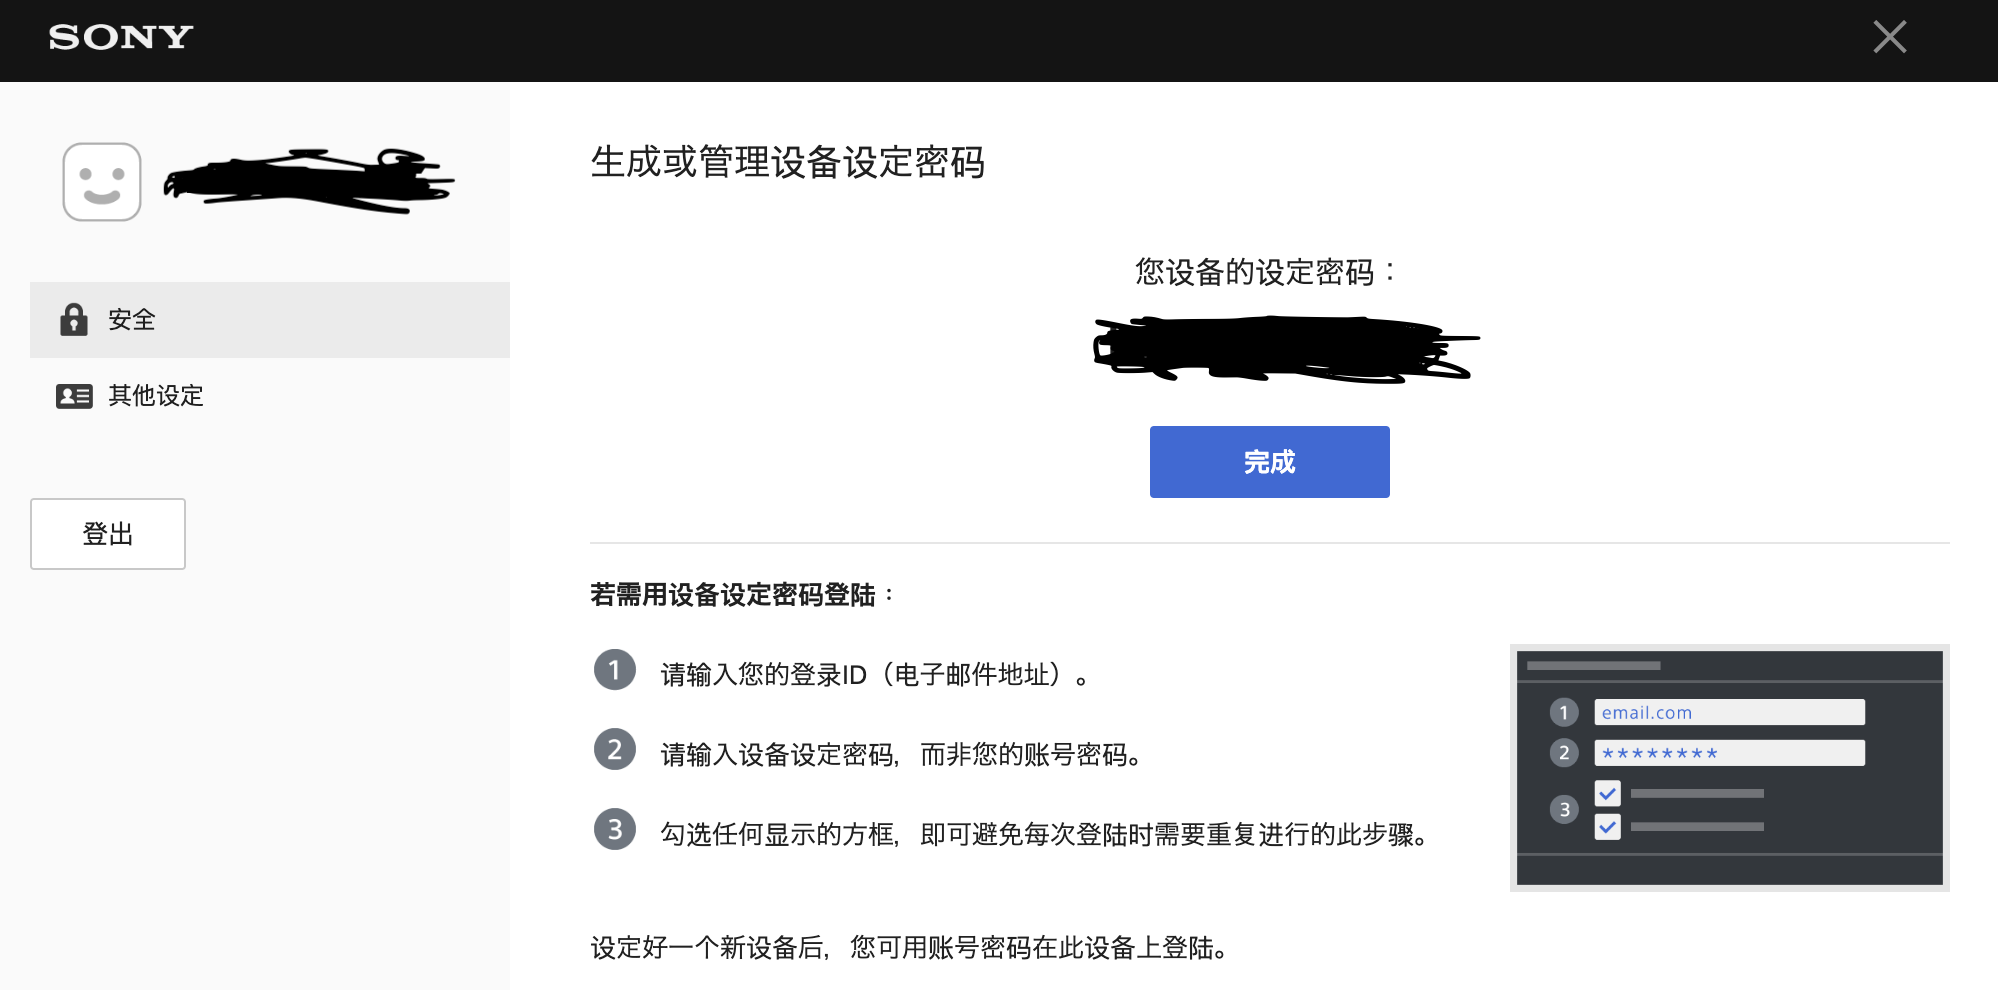 SONY
生成或管理设备设定密码
您设备的设定密码：
安全
其他设定
完成
登出
若需用设备设定密码登陆：
1 请输入您的登录ID（电子邮件地址）。
2 请输入设备设定密码，而非您的账号密码。
3 勾选任何显示的方框，即可避免每次登陆时需要重复进行的此步骤。
1 email.com
2 ********
3
设定好一个新设备后，您可用账号密码在此设备上登陆。